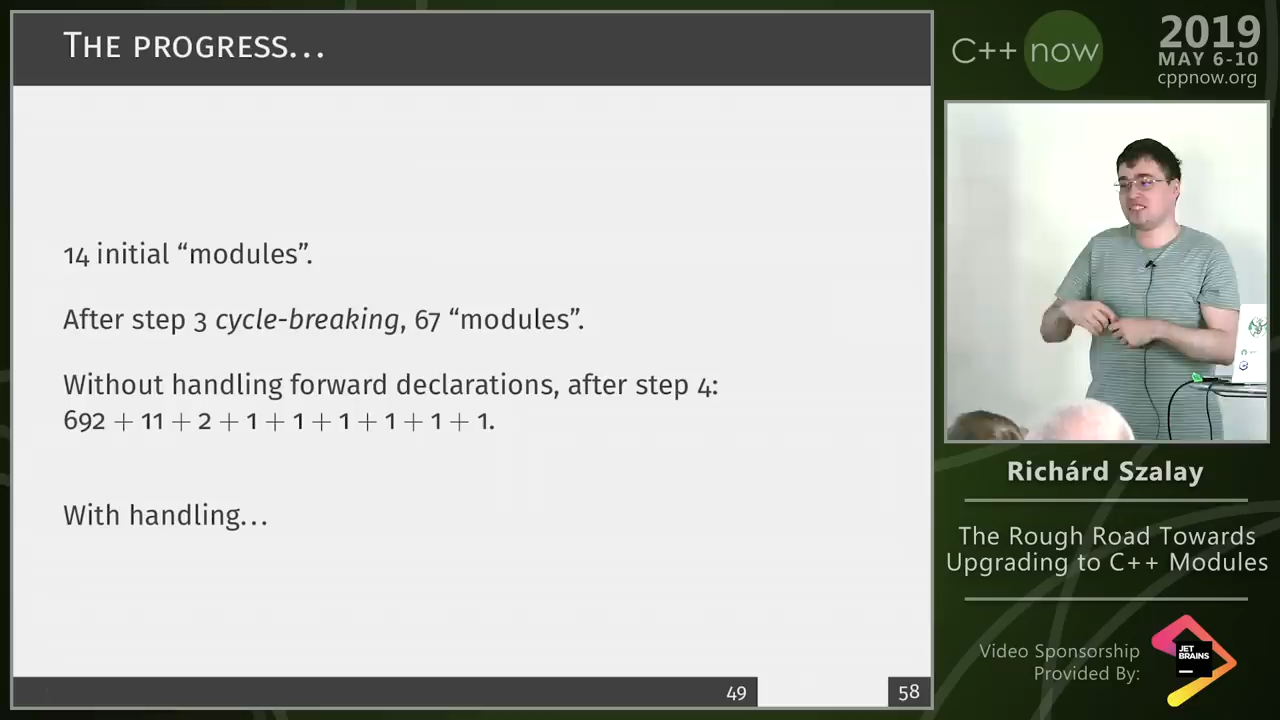 THE PROGRESS...
14 initial “modules”.
After step 3 cycle-breaking, 67 “modules”.
Without handling forward declarations, after step 4:
692 + 11 + 2 + 1 + 1 + 1 + 1 + 1 + 1.
With handling...
49
58
C++ now
2019
MAY 6-10
cppnow.org
Richárd Szalay
The Rough Road Towards
Upgrading to C++ Modules
Video Sponsorship
Provided By:
JET
BRAINS